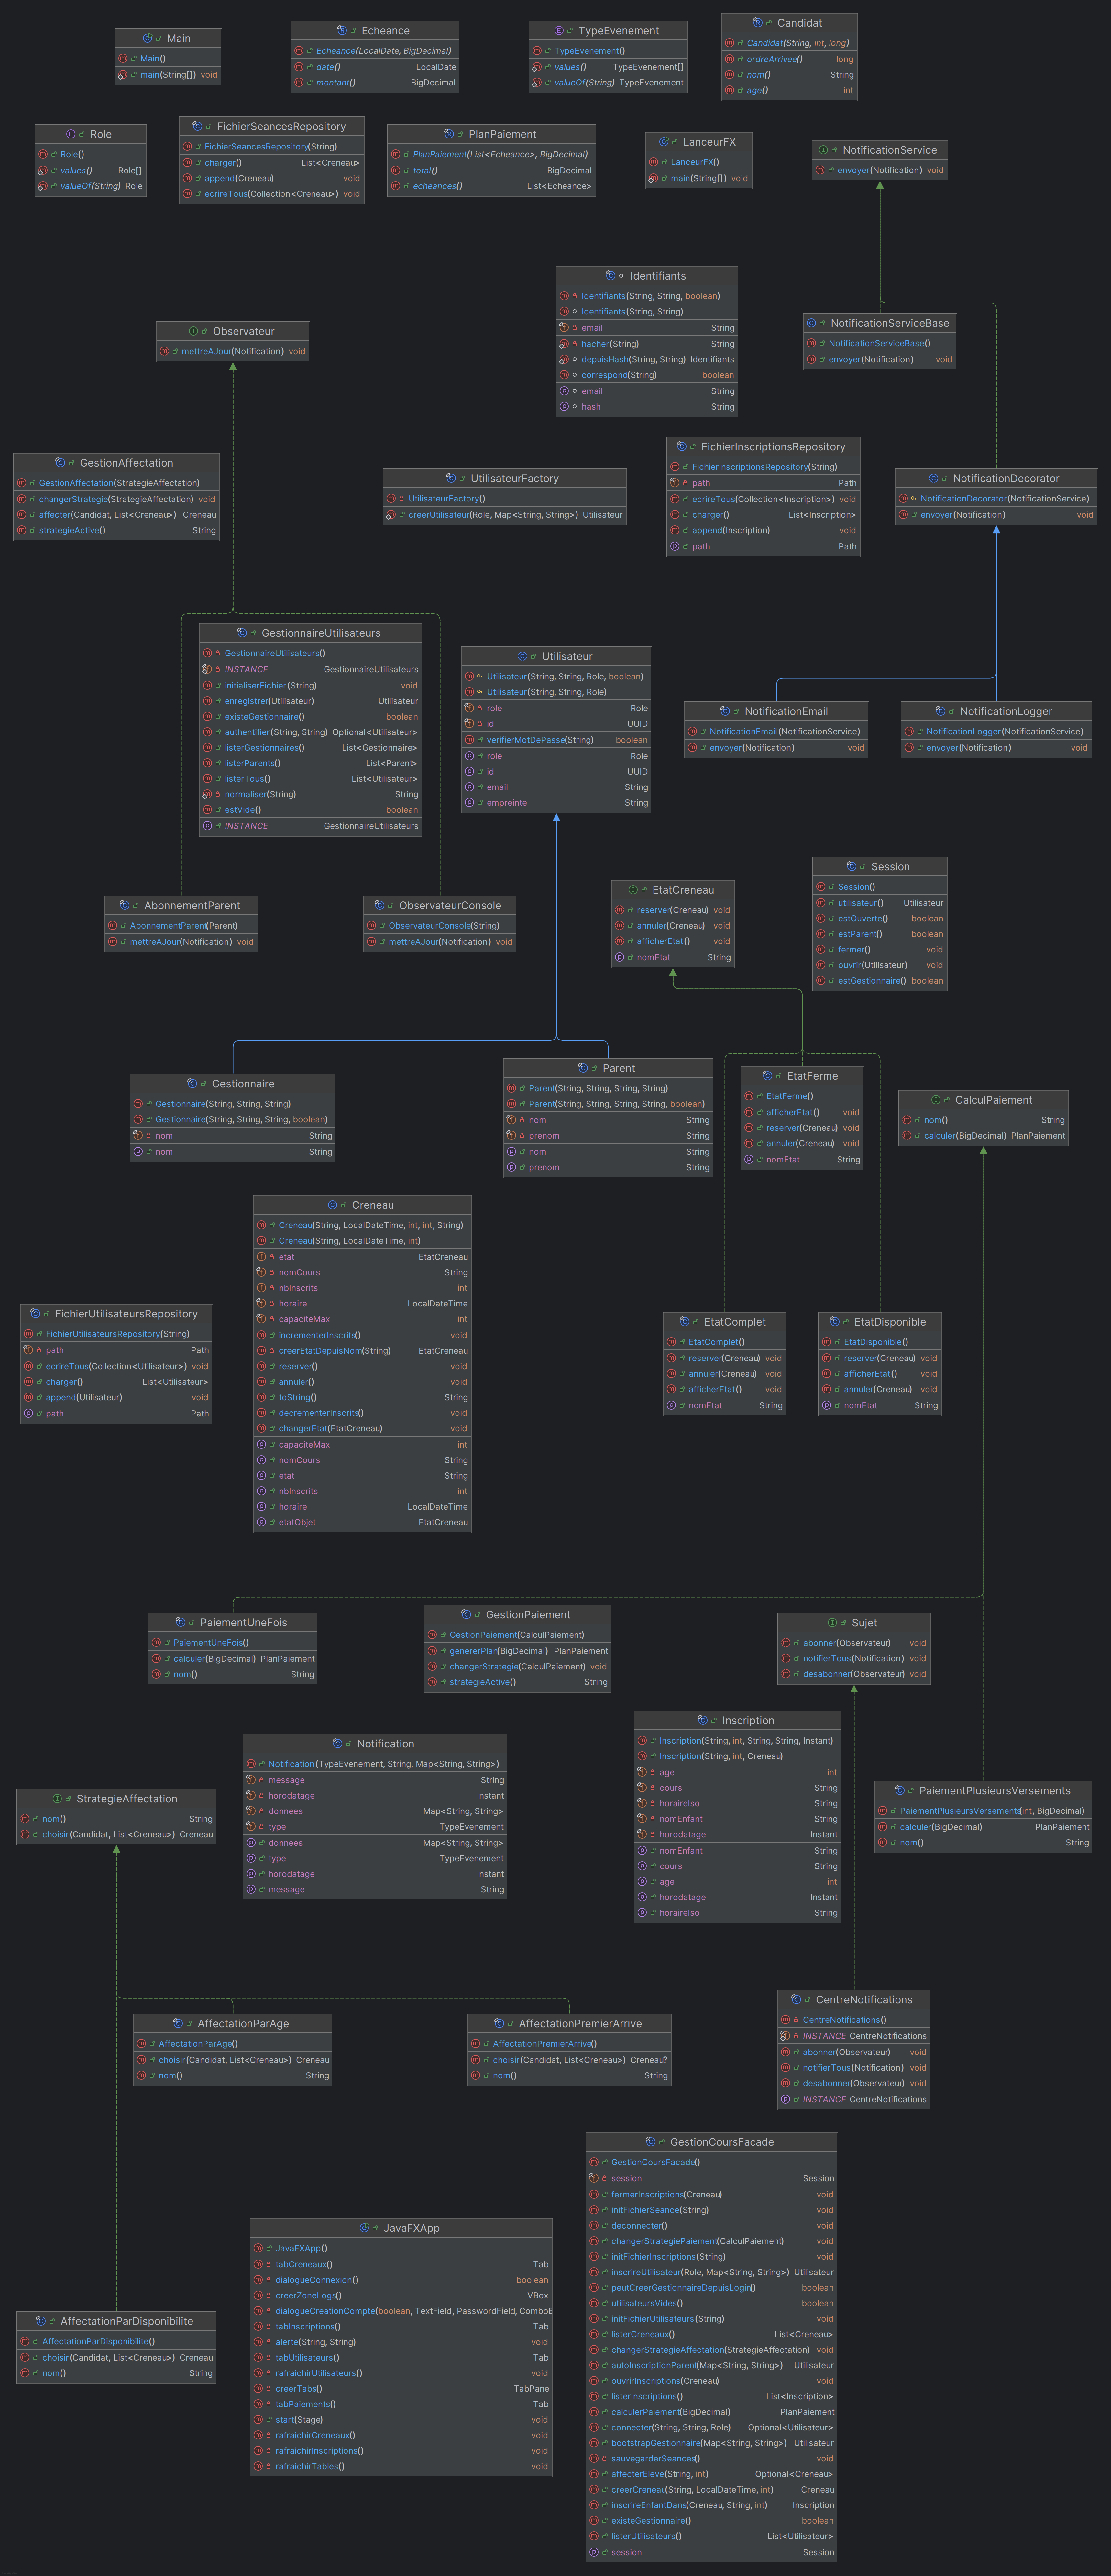 Main
Main()
main(String[]) void
Echeance
Echeance(LocalDate, BigDecimal)
date() LocalDate
montant() BigDecimal
TypeEvenement
TypeEvenement()
values() TypeEvenement[]
valueOf(String) TypeEvenement
Candidat
Candidat(String, int, long)
ordreArrivee() long
nom() String
age() int
Role
Role()
values() Role[]
valueOf(String) Role
FichierSeancesRepository
FichierSeancesRepository(String)
charger() List<Creneau>
append(Creneau) void
ecrireTous(Collection<Creneau>) void
PlanPaiement
PlanPaiement(List<Echeance>, BigDecimal)
total() BigDecimal
echeances() List<Echeance>
LanceurFX
LanceurFX()
main(String[]) void
NotificationService
envoyer(Notification) void
Identifiants
Identifiants(String, String, boolean)
Identifiants(String, String)
email String
hacher(String) String
depuisHash(String, String) Identifiants
correspond(String) boolean
email String
hash String
Observateur
mettreAJour(Notification) void
NotificationServiceBase
NotificationServiceBase()
envoyer(Notification) void
GestionAffectation
GestionAffectation(StrategieAffectation)
changerStrategie(StrategieAffectation) void
affecter(Candidat, List<Creneau>) Creneau
strategieActive() String
UtilisateurFactory
UtilisateurFactory()
creerUtilisateur(Role, Map<String, String>) Utilisateur
FichierInscriptionsRepository
FichierInscriptionsRepository(String)
path Path
ecrireTous(Collection<Inscription>) void
charger() List<Inscription>
append(Inscription) void
path Path
NotificationDecorator
NotificationDecorator(NotificationService)
envoyer(Notification) void
GestionnaireUtilisateurs
GestionnaireUtilisateurs()
INSTANCE GestionnaireUtilisateurs
initialiserFichier(String) void
enregistrer(Utilisateur) Utilisateur
existeGestionnaire() boolean
authentifier(String, String) Optional<Utilisateur>
listerGestionnaires() List<Gestionnaire>
listerParents() List<Parent>
listerTous() List<Utilisateur>
normaliser(String) String
estVide() boolean
INSTANCE GestionnaireUtilisateurs
Utilisateur
Utilisateur(String, String, Role, boolean)
Utilisateur(String, String, Role)
role Role
id UUID
verifierMotDePasse(String) boolean
role Role
id UUID
email String
empreinte String
NotificationEmail
NotificationEmail(NotificationService)
envoyer(Notification) void
NotificationLogger
NotificationLogger(NotificationService)
envoyer(Notification) void
AbonnementParent
AbonnementParent(Parent)
mettreAJour(Notification) void
ObservateurConsole
ObservateurConsole(String)
mettreAJour(Notification) void
EtatCreneau
reserver(Creneau) void
annuler(Creneau) void
afficherEtat() void
nomEtat String
Session
Session()
utilisateur() Utilisateur
estOuverte() boolean
estParent() boolean
fermer() void
ouvrir(Utilisateur) void
estGestionnaire() boolean
Gestionnaire
Gestionnaire(String, String, String)
Gestionnaire(String, String, String, boolean)
nom String
nom String
Parent
Parent(String, String, String, String)
Parent(String, String, String, String, boolean)
nom String
prenom String
nom String
prenom String
EtatFerme
EtatFerme()
afficherEtat() void
reserver(Creneau) void
annuler(Creneau) void
nomEtat String
CalculPaiement
nom() String
calculer(BigDecimal) PlanPaiement
Creneau
Creneau(String, LocalDateTime, int, int, String)
Creneau(String, LocalDateTime, int)
etat EtatCreneau
nomCours String
nbInscrits int
horaire LocalDateTime
capaciteMax int
incrementerInscrits() void
creerEtatDepuisNom(String) EtatCreneau
reserver() void
annuler() void
toString() String
decrementerInscrits() void
changerEtat(EtatCreneau) void
capaciteMax int
nomCours String
etat String
nbInscrits int
horaire LocalDateTime
etatObjet EtatCreneau
FichierUtilisateursRepository
FichierUtilisateursRepository(String)
path Path
ecrireTous(Collection<Utilisateur>) void
charger() List<Utilisateur>
append(Utilisateur) void
path Path
EtatComplet
EtatComplet()
reserver(Creneau) void
annuler(Creneau) void
afficherEtat() void
nomEtat String
EtatDisponible
EtatDisponible()
reserver(Creneau) void
afficherEtat() void
annuler(Creneau) void
nomEtat String
PaiementUneFois
PaiementUneFois()
calculer(BigDecimal) PlanPaiement
nom() String
GestionPaiement
GestionPaiement(CalculPaiement)
genererPlan(BigDecimal) PlanPaiement
changerStrategie(CalculPaiement) void
strategieActive() String
Sujet
abonner(Observateur) void
notifierTous(Notification) void
desabonner(Observateur) void
Notification
Notification(TypeEvenement, String, Map<String, String>)
message String
horodatage Instant
donnees Map<String, String>
type TypeEvenement
donnees Map<String, String>
type TypeEvenement
horodatage Instant
message String
Inscription
Inscription(String, int, String, String, Instant)
Inscription(String, int, Creneau)
age int
cours String
horaireIso String
nomEnfant String
horodatage Instant
nomEnfant String
cours String
age int
horodatage Instant
horaireIso String
StrategieAffectation
nom() String
choisir(Candidat, List<Creneau>) Creneau
PaiementPlusieursVersements
PaiementPlusieursVersements(int, BigDecimal)
calculer(BigDecimal) PlanPaiement
nom() String
AffectationParAge
AffectationParAge()
choisir(Candidat, List<Creneau>) Creneau
nom() String
AffectationPremierArrive
AffectationPremierArrive()
choisir(Candidat, List<Creneau>) Creneau?
nom() String
CentreNotifications
CentreNotifications()
INSTANCE CentreNotifications
abonner(Observateur) void
notifierTous(Notification) void
desabonner(Observateur) void
INSTANCE CentreNotifications
GestionCoursFacade
GestionCoursFacade()
session Session
fermerInscriptions(Creneau) void
initFichierSeance(String) void
deconnecter() void
changerStrategiePaiement(CalculPaiement) void
initFichierInscriptions(String) void
inscrireUtilisateur(Role, Map<String, String>) Utilisateur
peutCreerGestionnaireDepuisLogin() boolean
utilisateursVides() boolean
initFichierUtilisateurs(String) void
listerCreneaux() List<Creneau>
changerStrategieAffectation(StrategieAffectation) void
autoInscriptionParent(Map<String, String>) Utilisateur
ouvrirInscriptions(Creneau) void
listerInscriptions() List<Inscription>
calculerPaiement(BigDecimal) PlanPaiement
connecter(String, String, Role) Optional<Utilisateur>
bootstrapGestionnaire(Map<String, String>) Utilisateur
sauvegarderSeances() void
affecterEleve(String, int) Optional<Creneau>
creerCreneau(String, LocalDateTime, int) Creneau
inscrireEnfantDans(Creneau, String, int) Inscription
existeGestionnaire() boolean
listerUtilisateurs() List<Utilisateur>
session Session
JavaFXApp
JavaFXApp()
tabCreneaux() Tab
dialogueConnexion() boolean
creerZoneLogs() VBox
dialogueCreationCompte(boolean, TextField, PasswordField, ComboB
tabInscriptions() Tab
alerte(String, String) void
tabUtilisateurs() Tab
rafraichirUtilisateurs() void
creerTabs() TabPane
tabPaiements() Tab
start(Stage) void
rafraichirCreneaux() void
rafraichirInscriptions() void
rafraichirTables() void
AffectationParDisponibilite
AffectationParDisponibilite()
choisir(Candidat, List<Creneau>) Creneau
nom() String